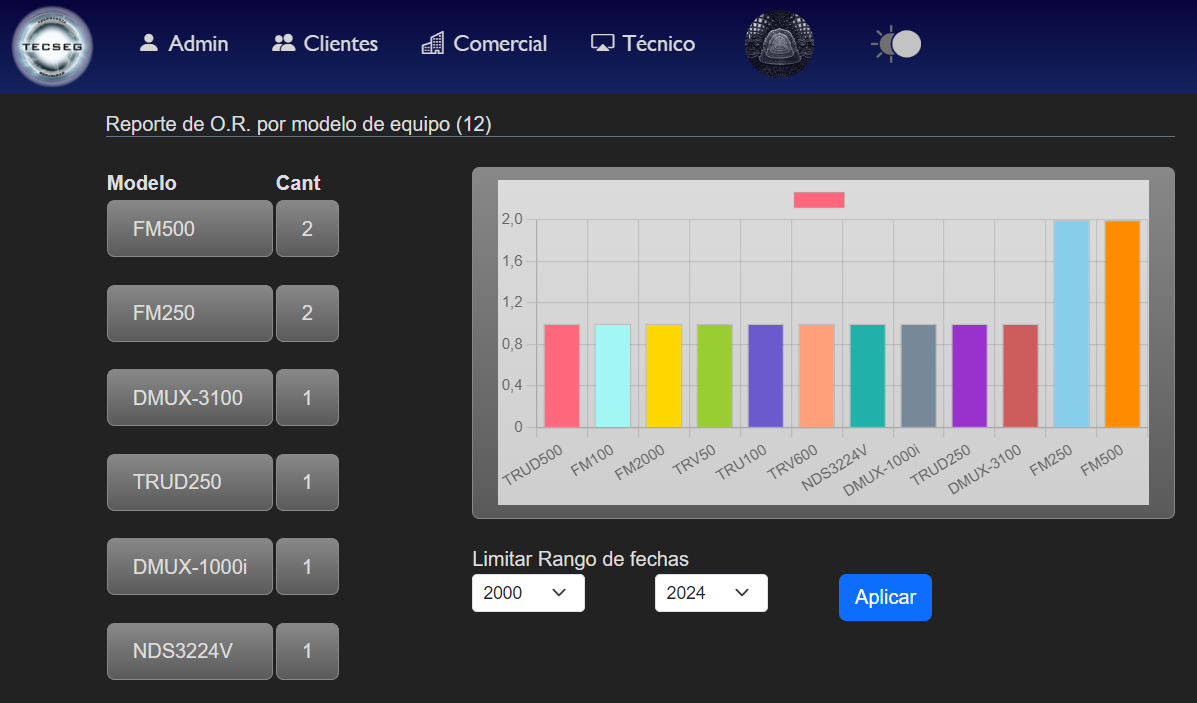 TECSEG
Admin
Clientes
Comercial
Técnico
Reporte de O.R. por modelo de equipo (12)
Modelo Cant
FM500 2
FM250 2
DMUX-3100 1
TRUD250 1
DMUX-1000i 1
NDS3224V 1
2,0
1,6
1,2
0,8
0,4
0
TRUD500
FM100
FM2000
TRV50
TRU100
TRV600
NDS3224V
DMUX-1000i
TRUD250
DMUX-3100
FM250
FM500
Limitar Rango de fechas
2000
2024
Aplicar